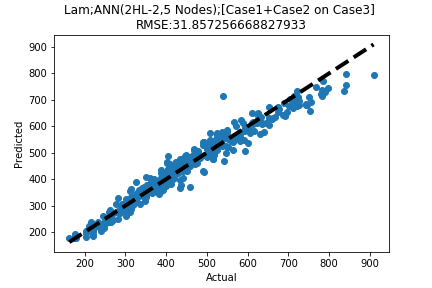 Lam;ANN(2HL-2,5 Nodes);[Case1+Case2 on Case3]
RMSE:31.857256668827933
900
800
700
600
500
400
300
200
Predicted
200 300 400 500 600 700 800 900
Actual